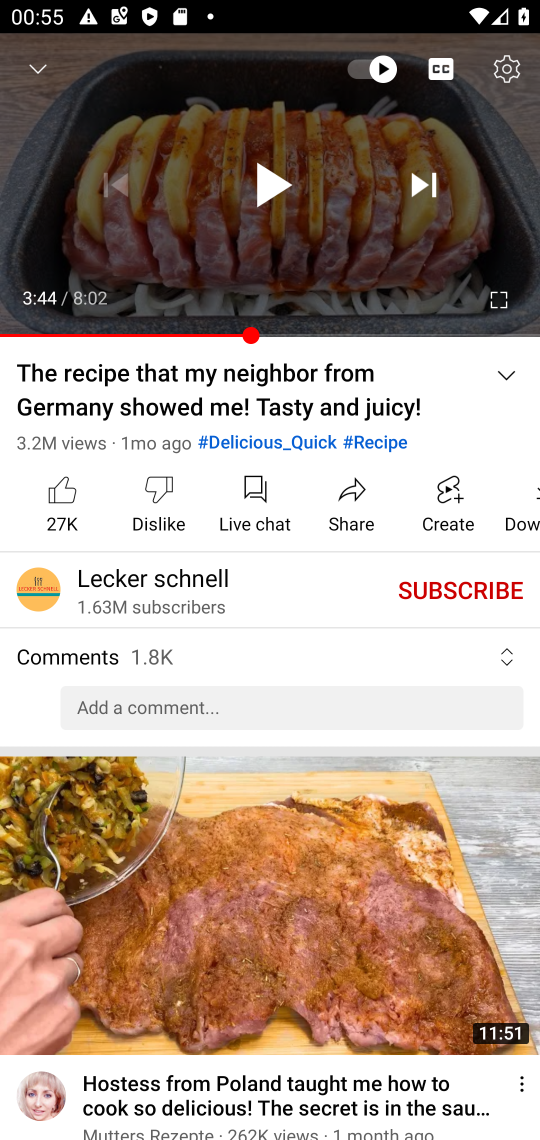 00:55
CC
3:44 / 8:02
The recipe that my neighbor from
Germany showed me! Tasty and juicy!
3.2M views · 1mo ago #Delicious_Quick #Recipe
27K Dislike Live chat Share Create Dow
LECKER SCHNELL
Lecker schnell
1.63M subscribers
SUBSCRIBE
Comments 1.8K
Add a comment...
11:51
Hostess from Poland taught me how to
cook so delicious! The secret is in the sau...
Mutters Rezepte · 262K views · 1 month ago